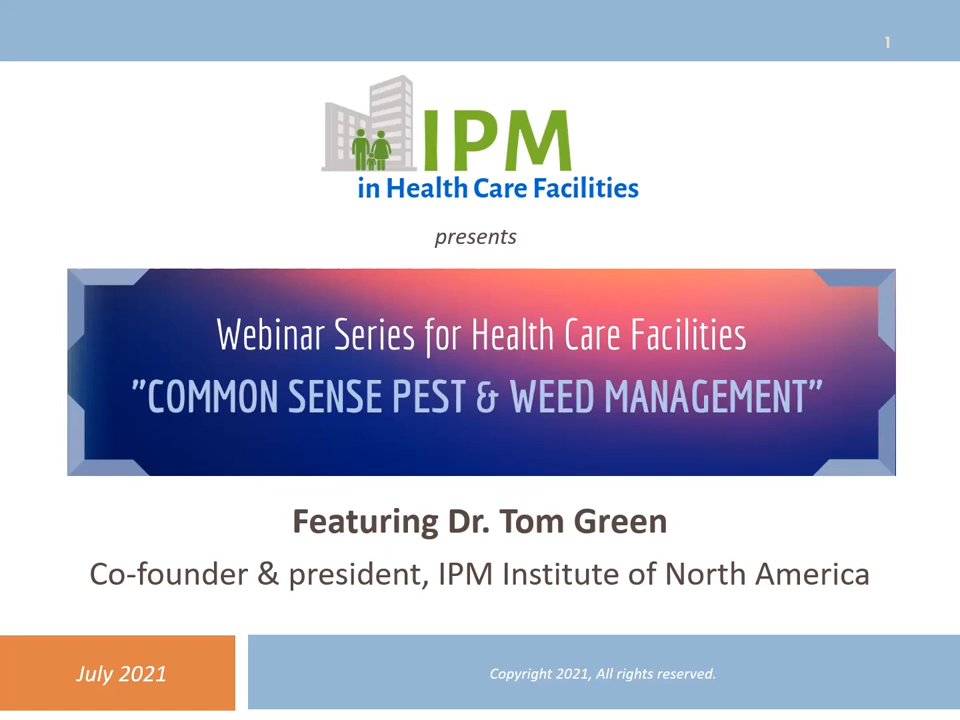 1
IPM
in Health Care Facilities
presents
Webinar Series for Health Care Facilities
"COMMON SENSE PEST & WEED MANAGEMENT"
Featuring Dr. Tom Green
Co-founder & president, IPM Institute of North America
July 2021
Copyright 2021, All rights reserved.